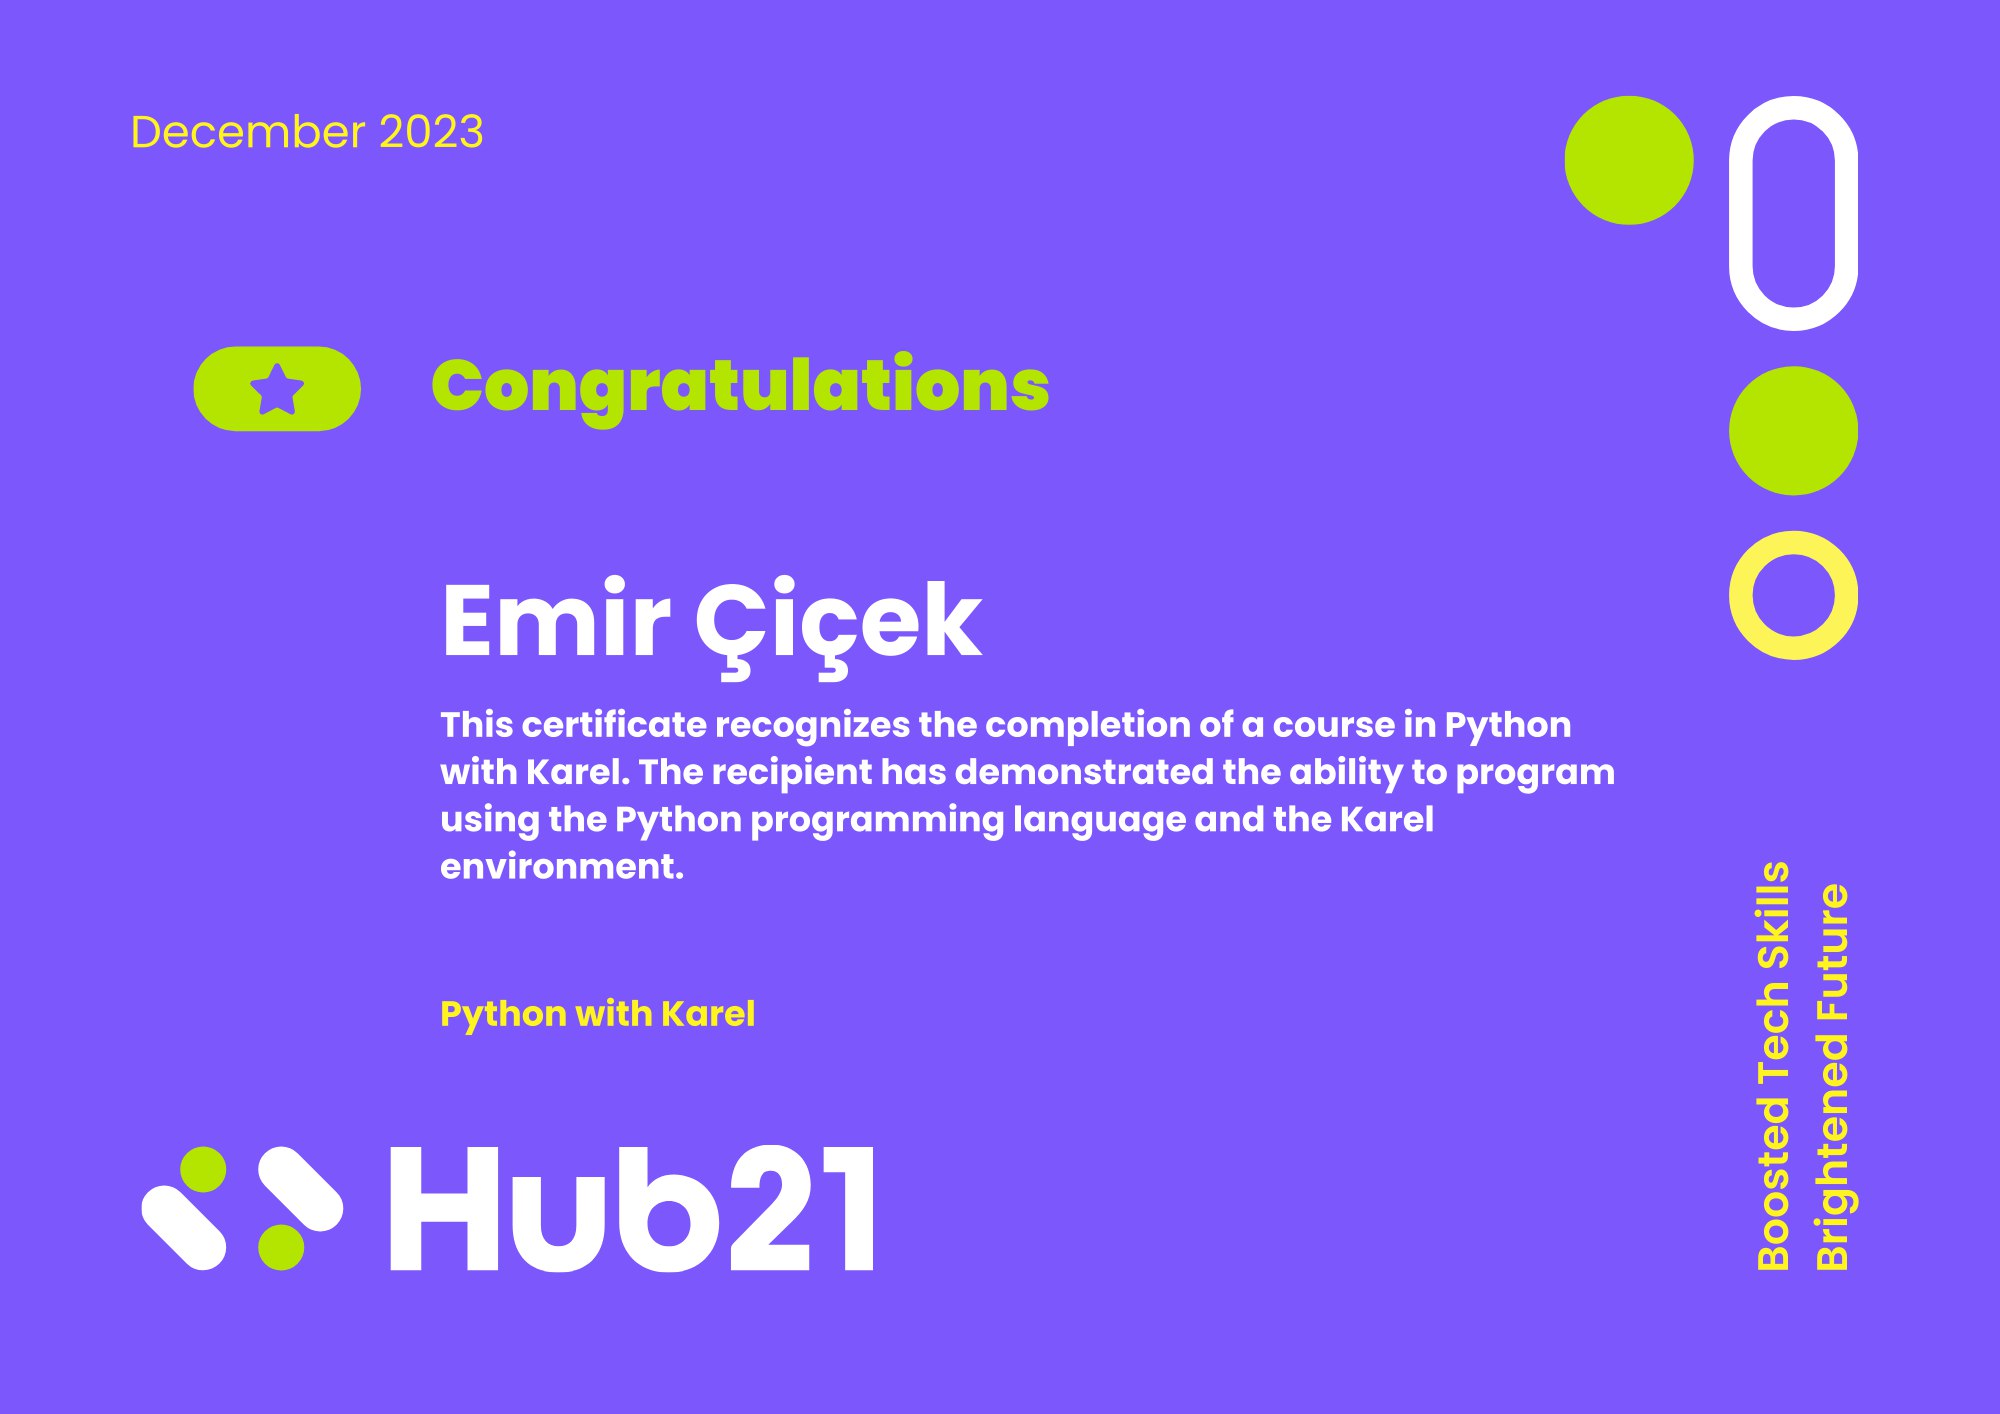 December 2023
Congratulations
Emir Çiçek
This certificate recognizes the completion of a course in Python
with Karel. The recipient has demonstrated the ability to program
using the Python programming language and the Karel
environment.
Python with Karel
Hub21
Boosted Tech Skills
Brightened Future